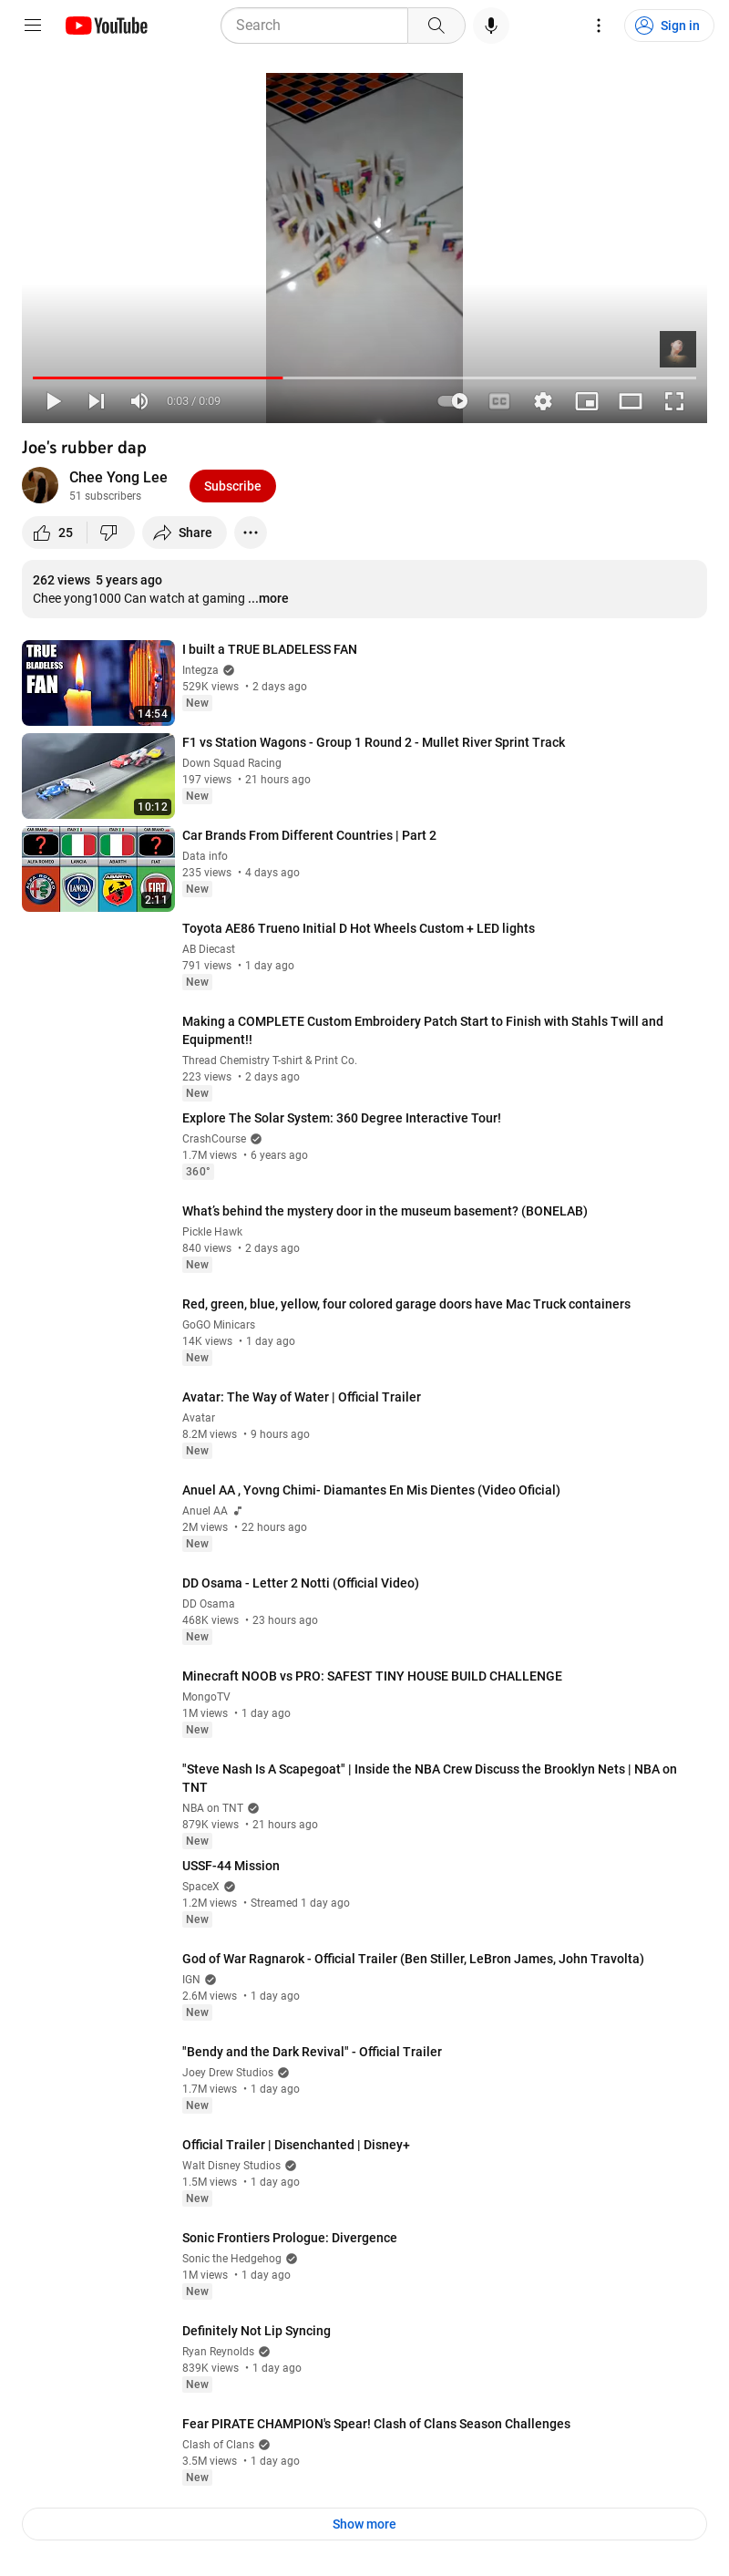 YouTube
Search
Sign in
0:03 / 0:09
CC
Joe's rubber dap
Chee Yong Lee
51 subscribers
Subscribe
25
Share
262 views 5 years ago
Chee yong1000 Can watch at gaming ...more
TRUE
BLADELESS
FAN
14:54
I built a TRUE BLADELESS FAN
Integza
529K views • 2 days ago
New
10:12
F1 vs Station Wagons - Group 1 Round 2 - Mullet River Sprint Track
Down Squad Racing
197 views • 21 hours ago
New
ALFA ROMEO LANCIA ABARTH FIAT
ABARTH FIAT
2:11
Car Brands From Different Countries | Part 2
Data info
235 views • 4 days ago
New
Toyota AE86 Trueno Initial D Hot Wheels Custom + LED lights
AB Diecast
791 views • 1 day ago
New
Making a COMPLETE Custom Embroidery Patch Start to Finish with Stahls Twill and
Equipment!!
Thread Chemistry T-shirt & Print Co.
223 views • 2 days ago
New
Explore The Solar System: 360 Degree Interactive Tour!
CrashCourse
1.7M views • 6 years ago
360°
What's behind the mystery door in the museum basement? (BONELAB)
Pickle Hawk
840 views • 2 days ago
New
Red, green, blue, yellow, four colored garage doors have Mac Truck containers
GoGO Minicars
14K views • 1 day ago
New
Avatar: The Way of Water | Official Trailer
Avatar
8.2M views • 9 hours ago
New
Anuel AA , Yovng Chimi- Diamantes En Mis Dientes (Video Oficial)
Anuel AA
2M views • 22 hours ago
New
DD Osama - Letter 2 Notti (Official Video)
DD Osama
468K views • 23 hours ago
New
Minecraft NOOB vs PRO: SAFEST TINY HOUSE BUILD CHALLENGE
MongoTV
1M views • 1 day ago
New
"Steve Nash Is A Scapegoat" | Inside the NBA Crew Discuss the Brooklyn Nets | NBA on
TNT
NBA on TNT
879K views • 21 hours ago
New
USSF-44 Mission
SpaceX
1.2M views • Streamed 1 day ago
New
God of War Ragnarok - Official Trailer (Ben Stiller, LeBron James, John Travolta)
IGN
2.6M views • 1 day ago
New
"Bendy and the Dark Revival" - Official Trailer
Joey Drew Studios
1.7M views • 1 day ago
New
Official Trailer | Disenchanted | Disney+
Walt Disney Studios
1.5M views • 1 day ago
New
Sonic Frontiers Prologue: Divergence
Sonic the Hedgehog
1M views • 1 day ago
New
Definitely Not Lip Syncing
Ryan Reynolds
839K views • 1 day ago
New
Fear PIRATE CHAMPION's Spear! Clash of Clans Season Challenges
Clash of Clans
3.5M views • 1 day ago
New
Show more